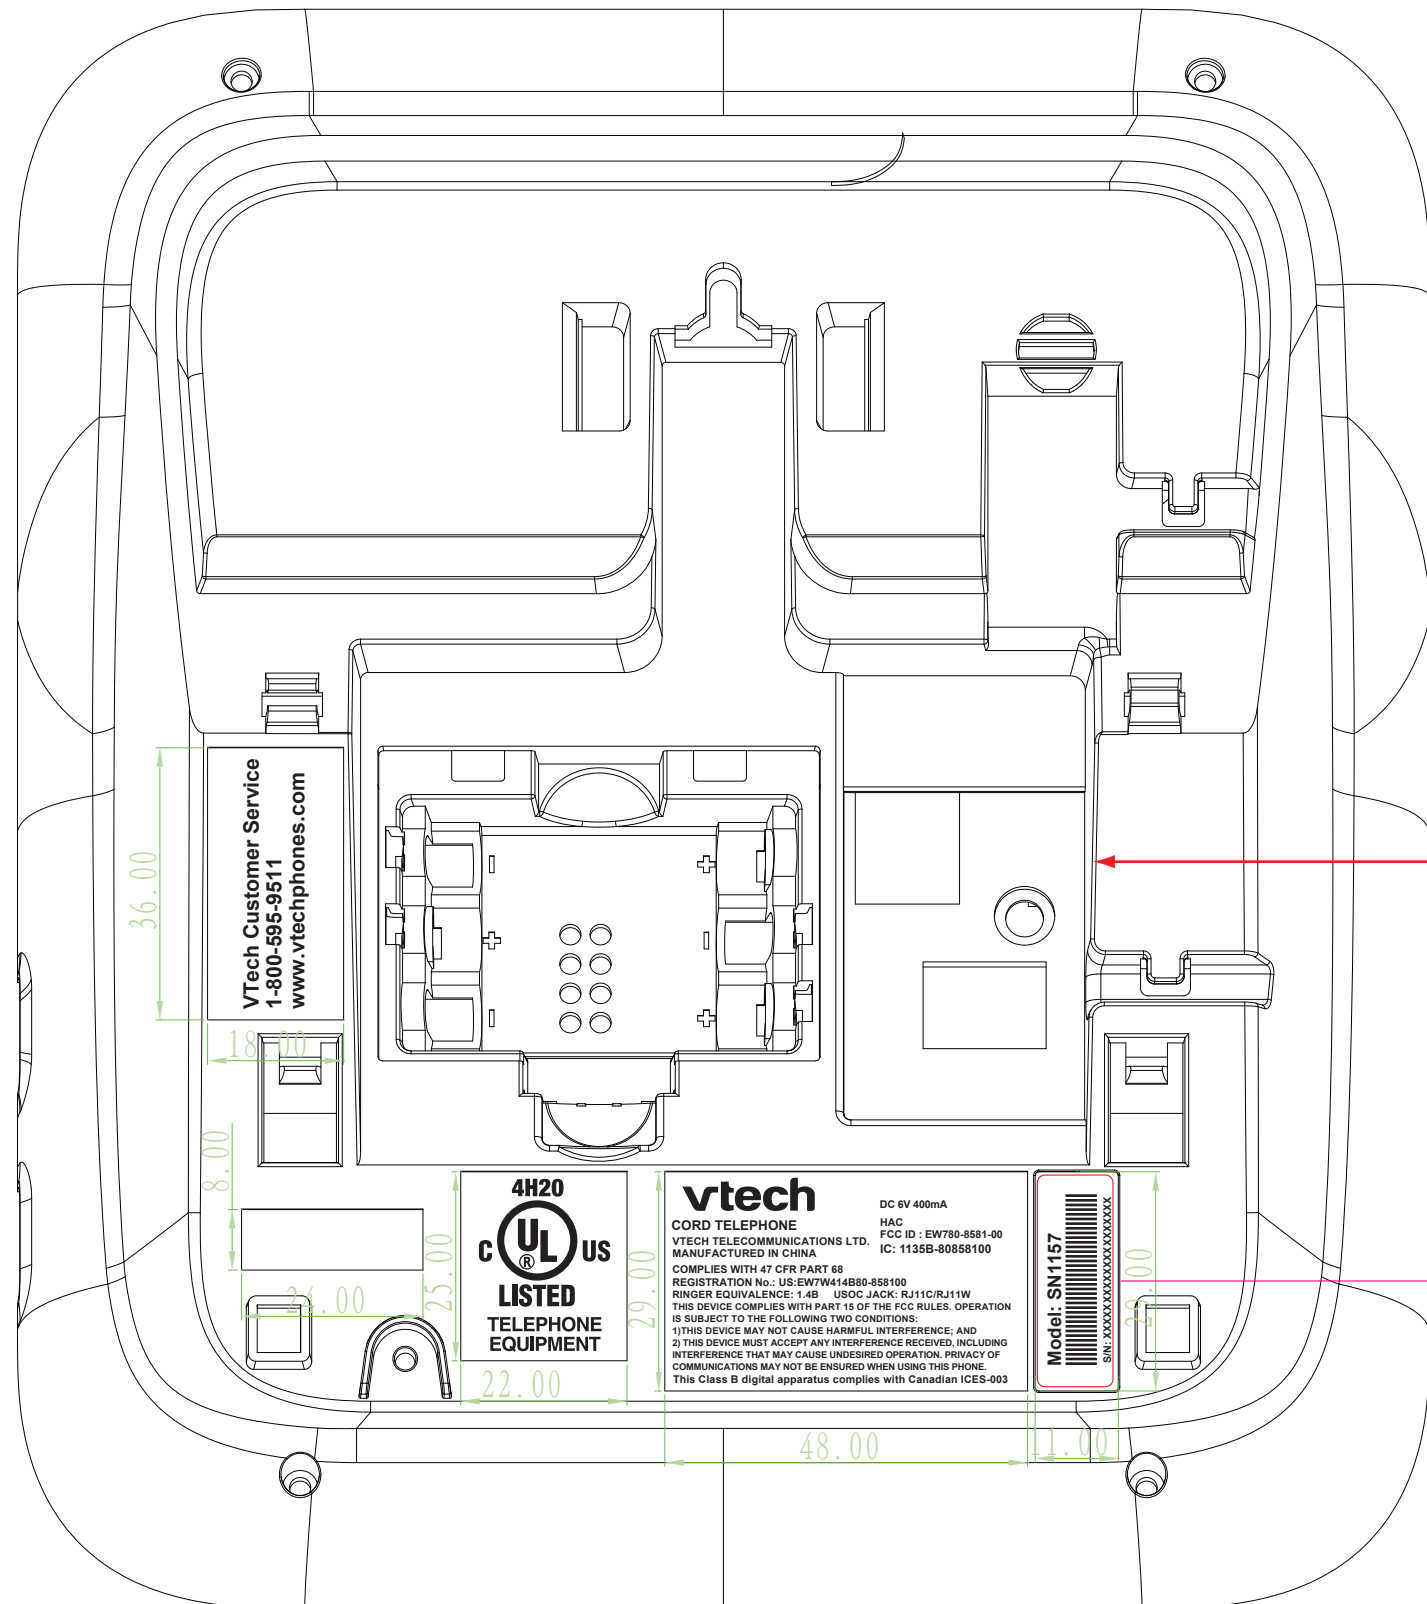 VTech Customer Service
1-800-595-9511
www.vtechphones.com
36.00
18.00
8.00
24.00
4H20
C UL ® US
LISTED
TELEPHONE
EQUIPMENT
25.00
22.00
vtech
CORD TELEPHONE
VTECH TELECOMMUNICATIONS LTD.
MANUFACTURED IN CHINA
DC 6V 400mA
HAC
FCC ID : EW780-8581-00
IC: 1135B-80858100
COMPLIES WITH 47 CFR PART 68
REGISTRATION No.: US:EW7W414B80-858100
RINGER EQUIVALENCE: 1.4B USOC JACK: RJ11C/RJ11W
THIS DEVICE COMPLIES WITH PART 15 OF THE FCC RULES. OPERATION
IS SUBJECT TO THE FOLLOWING TWO CONDITIONS:
1)THIS DEVICE MAY NOT CAUSE HARMFUL INTERFERENCE; AND
2) THIS DEVICE MUST ACCEPT ANY INTERFERENCE RECEIVED, INCLUDING
INTERFERENCE THAT MAY CAUSE UNDESIRED OPERATION. PRIVACY OF
COMMUNICATIONS MAY NOT BE ENSURED WHEN USING THIS PHONE.
This Class B digital apparatus complies with Canadian ICES-003
29.00
48.00
Model: SN1157
29.00
11.00